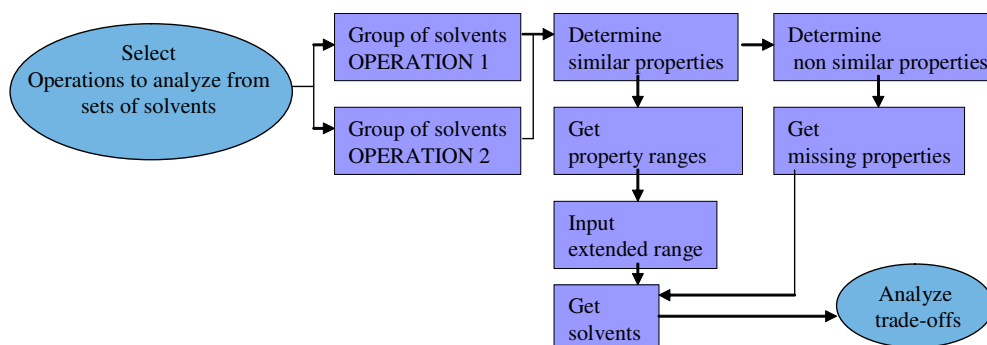 Select
Operations to analyze from
sets of solvents
Group of solvents
OPERATION 1
Group of solvents
OPERATION 2
Determine
similar properties
Determine
non similar properties
Get
property ranges
Get
missing properties
Input
extended range
Get
solvents
Analyze
trade-offs